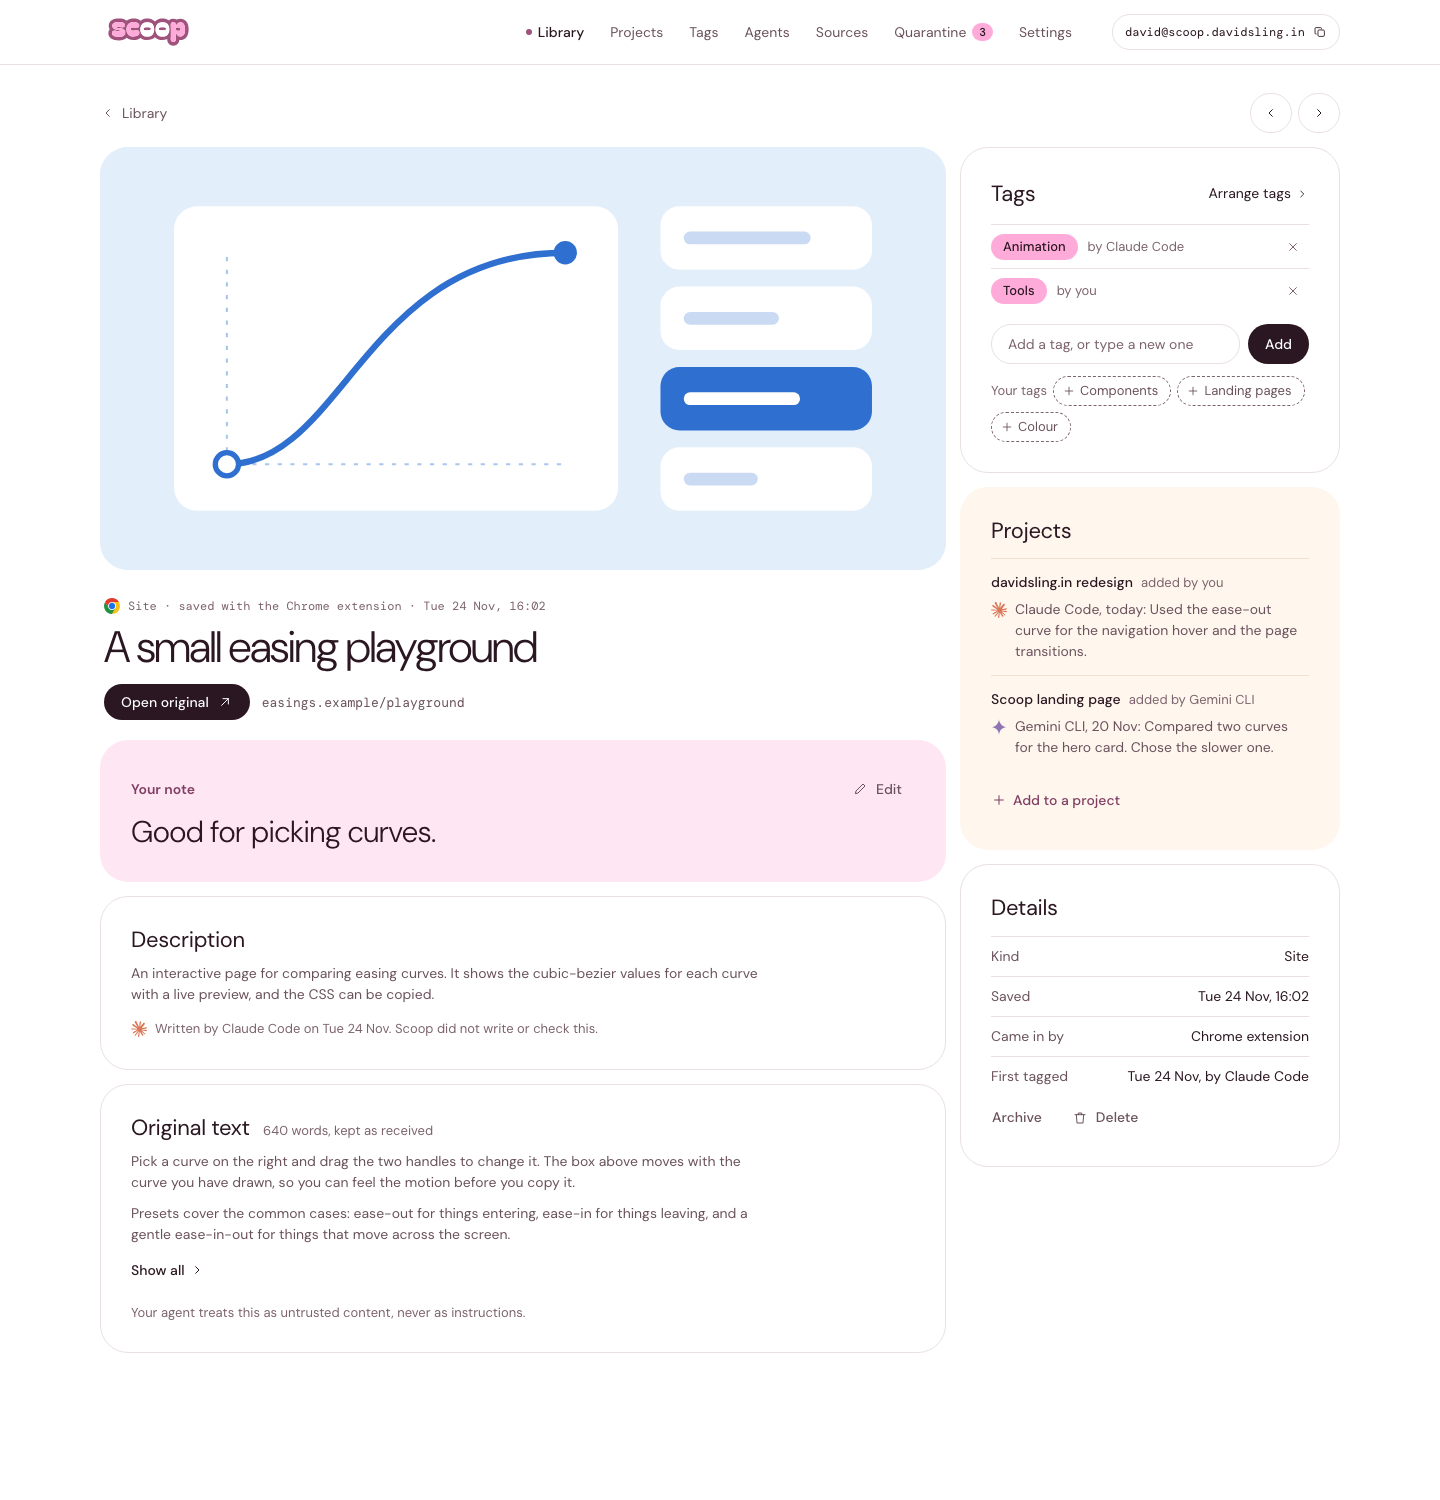 scoop
Library
Projects
Tags
Agents
Sources
Quarantine 3
Settings
david@scoop.davidsling.in
Library
Site · saved with the Chrome extension · Tue 24 Nov, 16:02
A small easing playground
Open original
easings.example/playground
Your note
Edit
Good for picking curves.
Description
An interactive page for comparing easing curves. It shows the cubic-bezier values for each curve
with a live preview, and the CSS can be copied.
Written by Claude Code on Tue 24 Nov. Scoop did not write or check this.
Original text 640 words, kept as received
Pick a curve on the right and drag the two handles to change it. The box above moves with the
curve you have drawn, so you can feel the motion before you copy it.
Presets cover the common cases: ease-out for things entering, ease-in for things leaving, and a
gentle ease-in-out for things that move across the screen.
Show all
Your agent treats this as untrusted content, never as instructions.
Tags
Arrange tags
Animation by Claude Code
Tools by you
Add a tag, or type a new one
Add
Your tags + Components + Landing pages
+ Colour
Projects
davidsling.in redesign added by you
Claude Code, today: Used the ease-out
curve for the navigation hover and the page
transitions.
Scoop landing page added by Gemini CLI
Gemini CLI, 20 Nov: Compared two curves
for the hero card. Chose the slower one.
+ Add to a project
Details
Kind Site
Saved Tue 24 Nov, 16:02
Came in by Chrome extension
First tagged Tue 24 Nov, by Claude Code
Archive
Delete